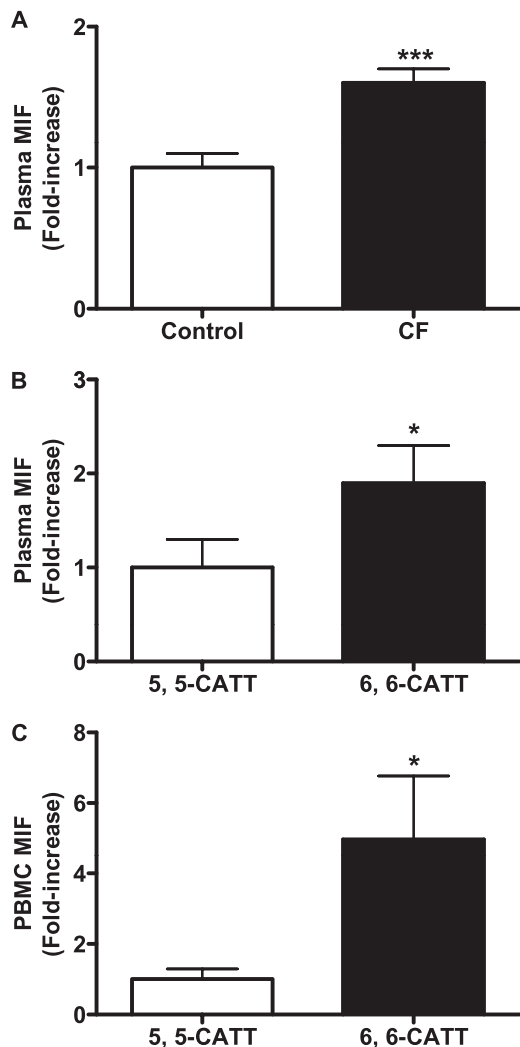 A
Plasma MIF
(Fold-increase)
2
1
0
***
Control
CF
B
Plasma MIF
(Fold-increase)
3
2
1
0
*
5, 5-CATT
6, 6-CATT
C
PBMC MIF
(Fold-increase)
8
6
4
2
0
*
5, 5-CATT
6, 6-CATT